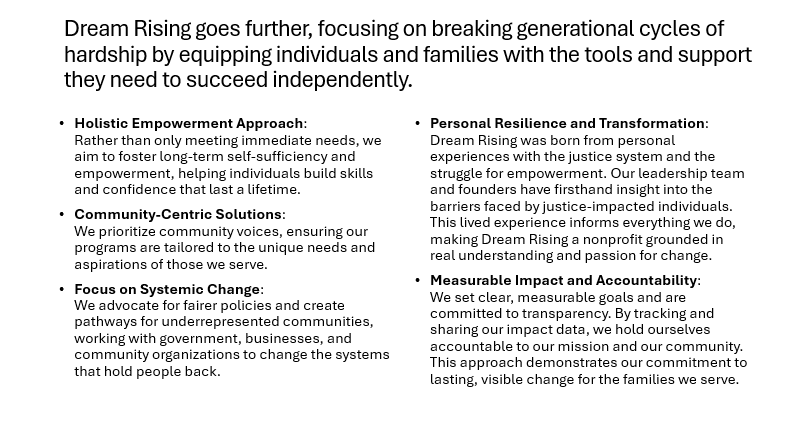 Dream Rising goes further, focusing on breaking generational cycles of
hardship by equipping individuals and families with the tools and support
they need to succeed independently.
• Holistic Empowerment Approach:
Rather than only meeting immediate needs, we
aim to foster long-term self-sufficiency and
empowerment, helping individuals build skills
and confidence that last a lifetime.
• Community-Centric Solutions:
We prioritize community voices, ensuring our
programs are tailored to the unique needs and
aspirations of those we serve.
• Focus on Systemic Change:
We advocate for fairer policies and create
pathways for underrepresented communities,
working with government, businesses, and
community organizations to change the systems
that hold people back.
• Personal Resilience and Transformation:
Dream Rising was born from personal
experiences with the justice system and the
struggle for empowerment. Our leadership team
and founders have firsthand insight into the
barriers faced by justice-impacted individuals.
This lived experience informs everything we do,
making Dream Rising a nonprofit grounded in
real understanding and passion for change.
• Measurable Impact and Accountability:
We set clear, measurable goals and are
committed to transparency. By tracking and
sharing our impact data, we hold ourselves
accountable to our mission and our community.
This approach demonstrates our commitment to
lasting, visible change for the families we serve.